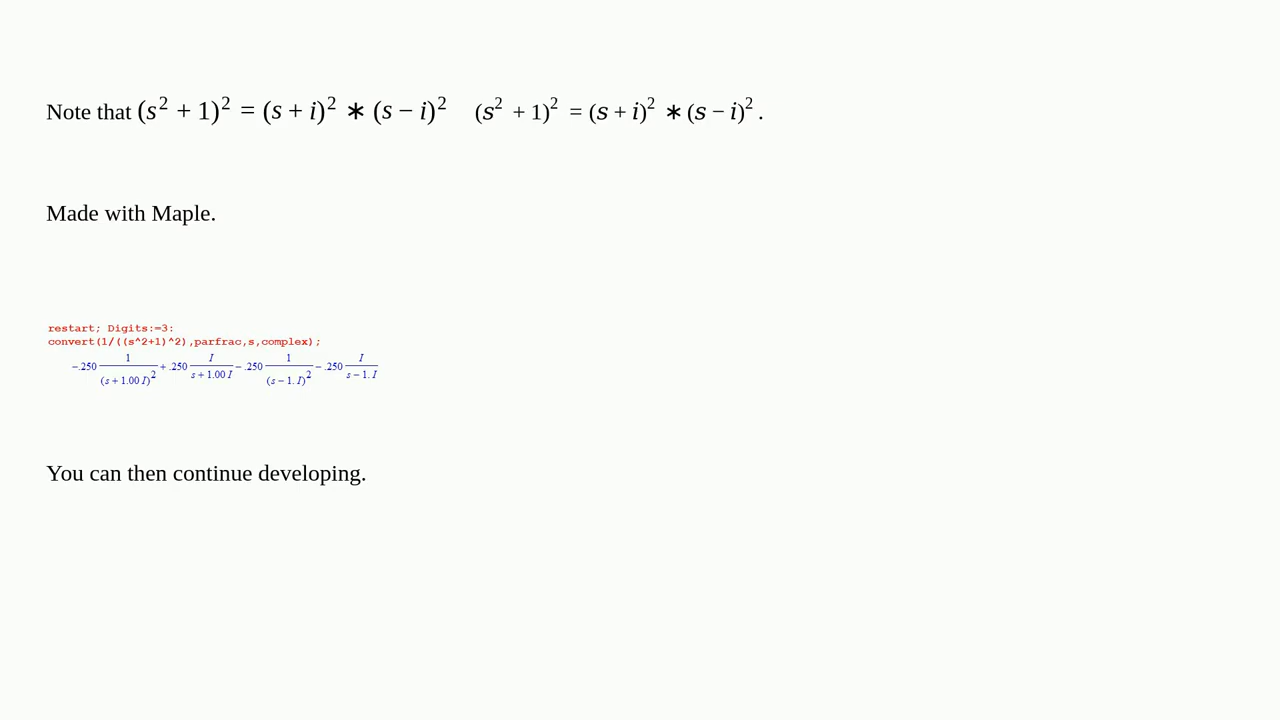 Note that (s² + 1)² = (s + i)² ∗ (s − i)² (s² + 1)² = (s + i)² ∗ (s − i)² .
Made with Maple.
restart; Digits:=3:
convert(1/((s^2+1)^2),parfrac,s,complex);
−.250 1/(s + 1.00 I)² + .250 I/(s + 1.00 I) − .250 1/(s − 1. I)² − .250 I/(s − 1. I)
You can then continue developing.